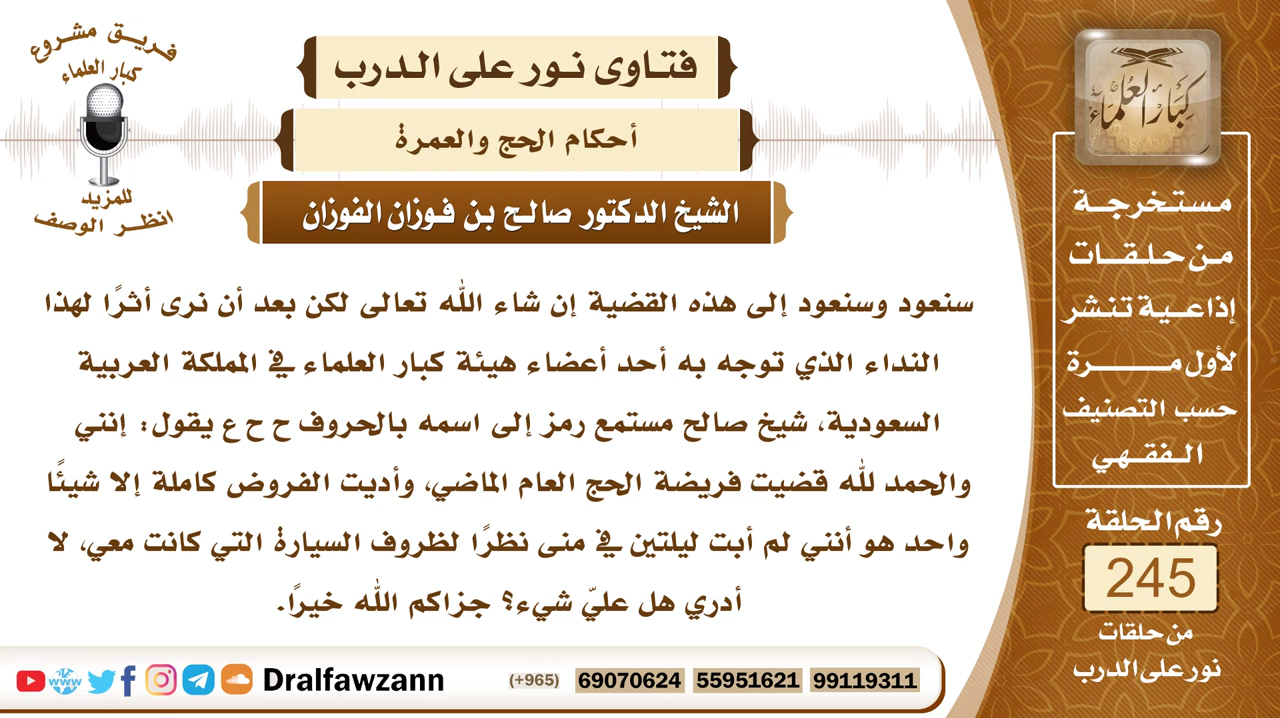 فريق مشروع
كبار العلماء
للمزيد
انظر الوصف
فتاوى نور على الدرب
أحكام الحج والعمرة
الشيخ الدكتور صالح بن فوزان الفوزان
سنعود وسنعود إلى هذه القضية إن شاء الله تعالى لكن بعد أن نرى أثرًا لهذا
النداء الذي توجه به أحد أعضاء هيئة كبار العلماء في المملكة العربية
السعودية، شيخ صالح مستمع رمز إلى اسمه بالحروف ح ح ع يقول: إنني
والحمد لله قضيت فريضة الحج العام الماضي، وأديت الفروض كاملة إلا شيئًا
واحد هو أنني لم أبت ليلتين في منى نظرًا لظروف السيارة التي كانت معي، لا
أدري هل عليّ شيء؟ جزاكم الله خيرًا.
كبار العلماء
مستخرجة
من حلقات
إذاعية تنشر
لأول مرة
حسب التصنيف
الفقهي
رقم الحلقة
245
من حلقات
نور على الدرب
www Dralfawzann (+965) 69070624 55951621 99119311